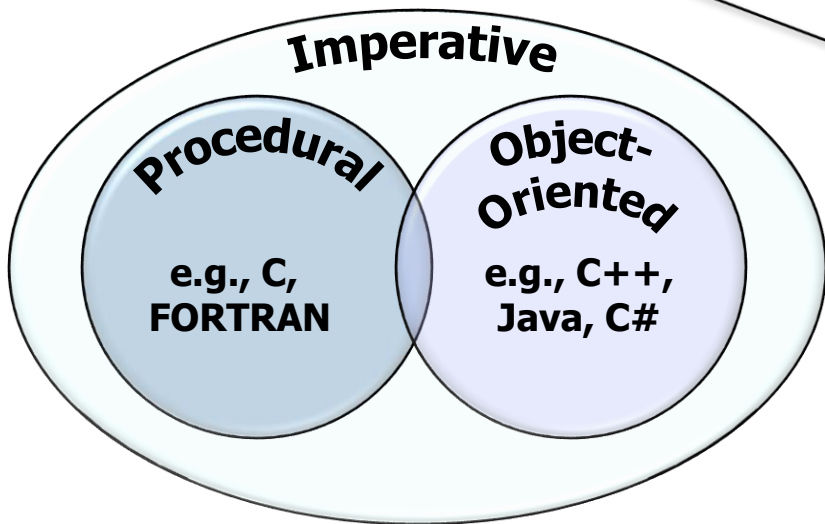 Imperative
Procedural
e.g., C,
FORTRAN
Object-
Oriented
e.g., C++,
Java, C#